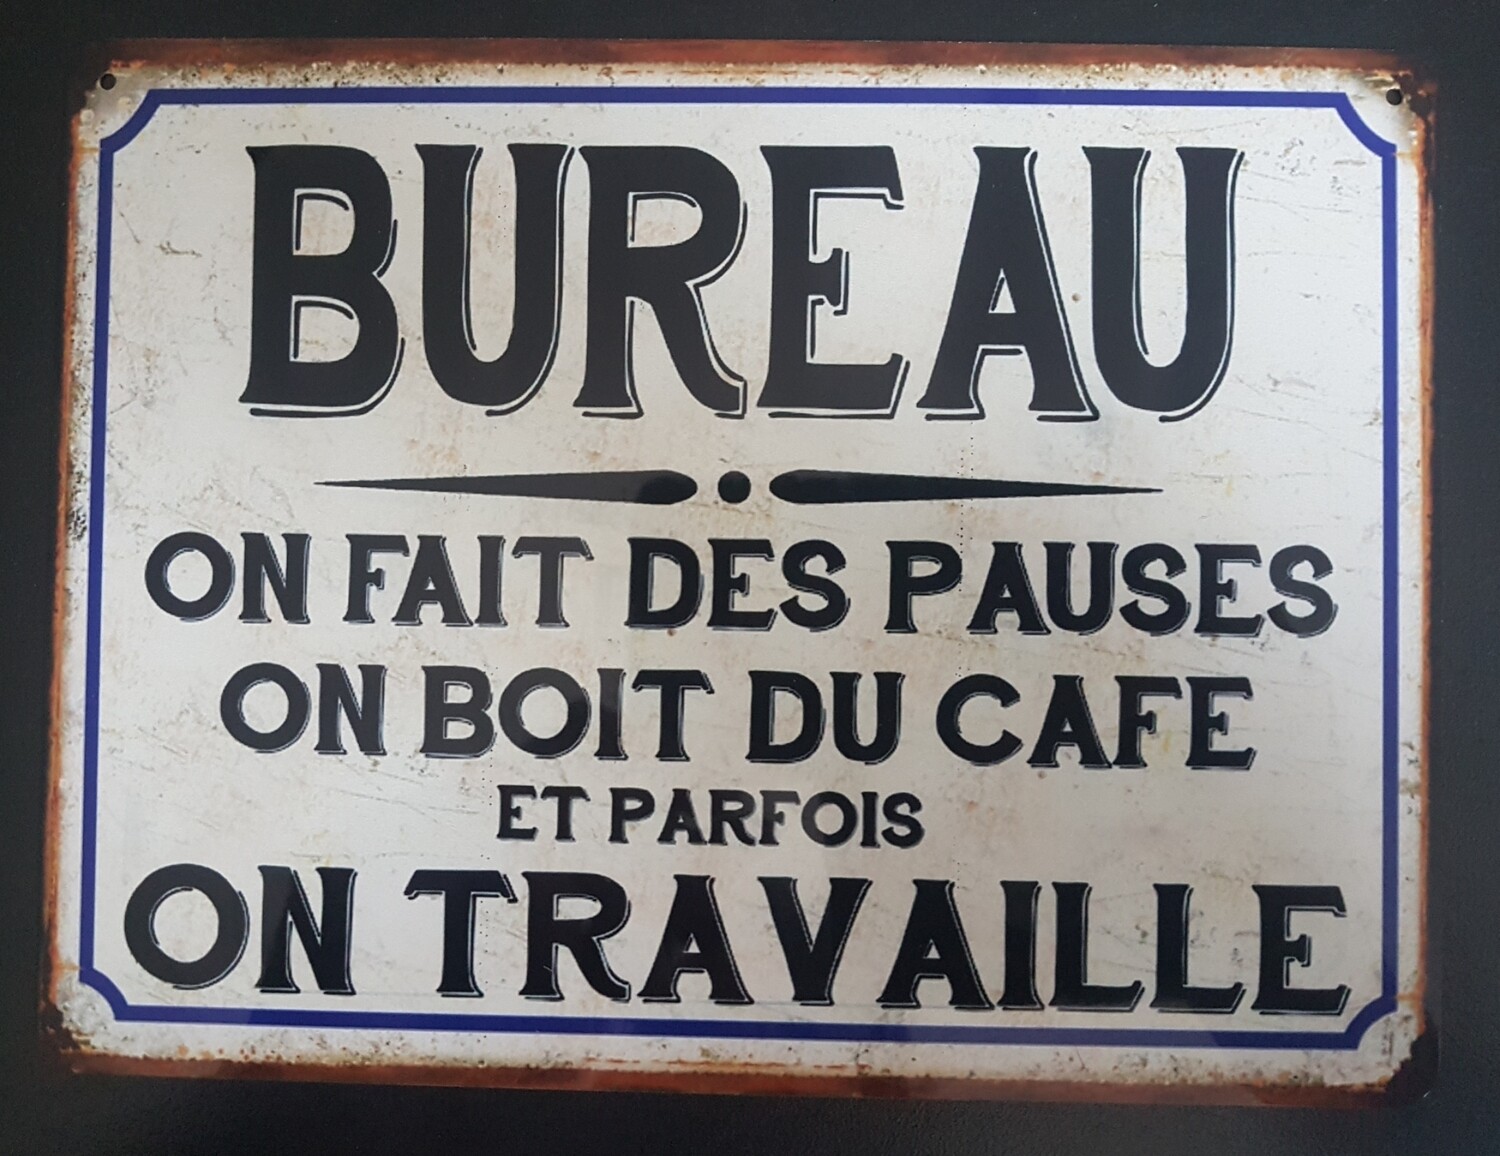 BUREAU
ON FAIT DES PAUSES
ON BOIT DU CAFE
ET PARFOIS
ON TRAVAILLE